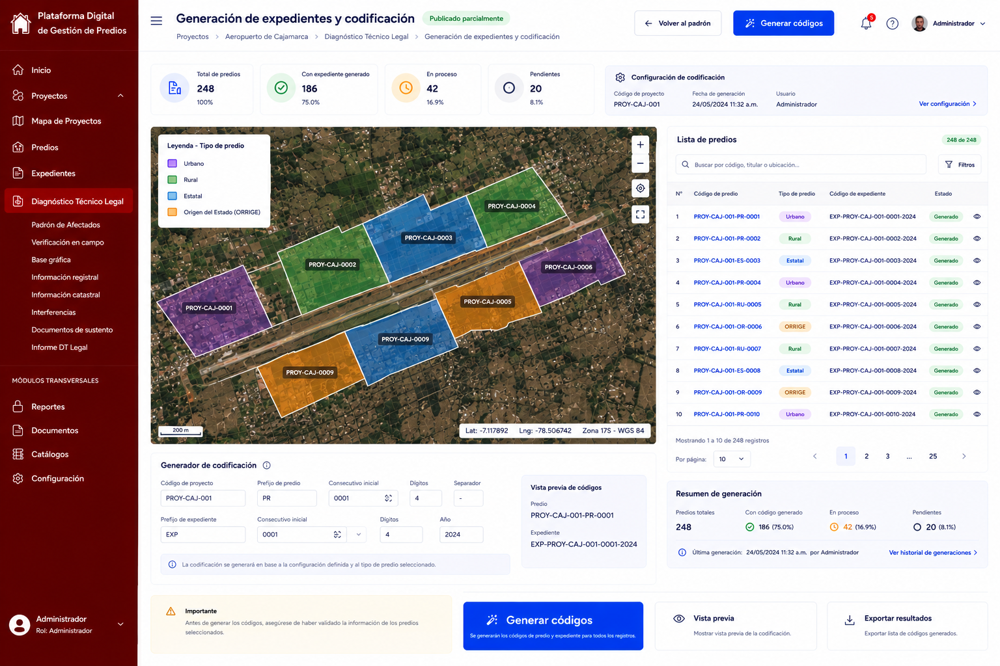 Plataforma Digital
de Gestión de Predios
Inicio
Proyectos
Mapa de Proyectos
Predios
Expedientes
Diagnóstico Técnico Legal
Padrón de Afectados
Verificación en campo
Base gráfica
Información registral
Información catastral
Interferencias
Documentos de sustento
Informe DT Legal
MÓDULOS TRANSVERSALES
Reportes
Documentos
Catálogos
Configuración
Administrador
Rol: Administrador
Generación de expedientes y codificación
Publicado parcialmente
Proyectos > Aeropuerto de Cajamarca > Diagnóstico Técnico Legal > Generación de expedientes y codificación
Volver al padrón
Generar códigos
5
Administrador
Total de predios
248
100%
Con expediente generado
186
75.0%
En proceso
42
16.9%
Pendientes
20
8.1%
Configuración de codificación
Código de proyecto Fecha de generación Usuario
PROY-CAJ-001 24/05/2024 11:32 a.m. Administrador
Ver configuración
Leyenda - Tipo de predio
Urbano
Rural
Estatal
Origen del Estado (ORRIGE)
PROY-CAJ-0004
PROY-CAJ-0003
PROY-CAJ-0002
PROY-CAJ-0006
PROY-CAJ-0001
PROY-CAJ-0005
PROY-CAJ-0009
PROY-CAJ-0009
200 m
Lat: -7.117892 Lng: -78.506742 Zona 17S - WGS 84
Lista de predios
248 de 248
Buscar por código, titular o ubicación...
Filtros
N° Código de predio Tipo de predio Código de expediente Estado
1 PROY-CAJ-001-PR-0001 Urbano EXP-PROY-CAJ-001-0001-2024 Generado
2 PROY-CAJ-001-PR-0002 Rural EXP-PROY-CAJ-001-0002-2024 Generado
3 PROY-CAJ-001-ES-0003 Estatal EXP-PROY-CAJ-001-0003-2024 Generado
4 PROY-CAJ-001-PR-0004 Urbano EXP-PROY-CAJ-001-0004-2024 Generado
5 PROY-CAJ-001-RU-0005 Rural EXP-PROY-CAJ-001-0005-2024 Generado
6 PROY-CAJ-001-OR-0006 ORRIGE EXP-PROY-CAJ-001-0006-2024 Generado
7 PROY-CAJ-001-RU-0007 Rural EXP-PROY-CAJ-001-0007-2024 Generado
8 PROY-CAJ-001-ES-0008 Estatal EXP-PROY-CAJ-001-0008-2024 Generado
9 PROY-CAJ-001-OR-0009 ORRIGE EXP-PROY-CAJ-001-0009-2024 Generado
10 PROY-CAJ-001-PR-0010 Urbano EXP-PROY-CAJ-001-0010-2024 Generado
Mostrando 1 a 10 de 248 registros
Por página: 10
1 2 3 ... 25
Generador de codificación
Código de proyecto Prefijo de predio Consecutivo inicial Dígitos Separador
PROY-CAJ-001 PR 0001 4 -
Prefijo de expediente Consecutivo inicial Dígitos Año
EXP 0001 4 2024
La codificación se generará en base a la configuración definida y al tipo de predio seleccionado.
Vista previa de códigos
Predio
PROY-CAJ-001-PR-0001
Expediente
EXP-PROY-CAJ-001-0001-2024
Resumen de generación
Predios totales Con código generado En proceso Pendientes
248 186 (75.0%) 42 (16.9%) 20 (8.1%)
Última generación: 24/05/2024 11:32 a.m. por Administrador
Ver historial de generaciones
Importante
Antes de generar los códigos, asegúrese de haber validado la información de los predios
seleccionados.
Generar códigos
Se generarán los códigos de predio y expediente para todos los registros.
Vista previa
Mostrar vista previa de la codificación.
Exportar resultados
Exportar lista de códigos generados.